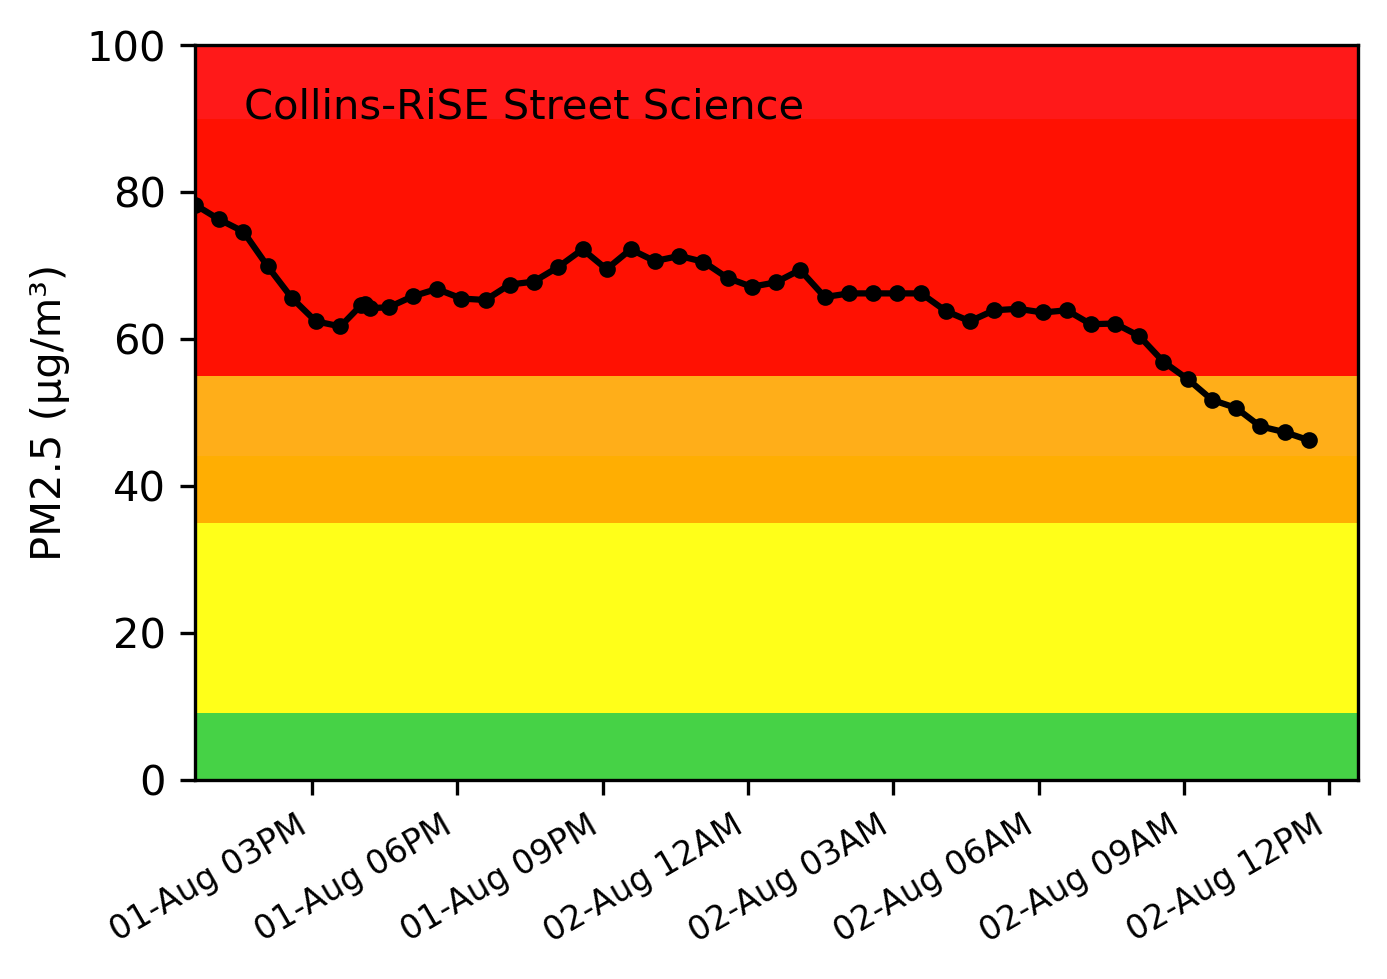 100
Collins-RiSE Street Science
80
60
40
20
0
PM2.5 (µg/m³)
01-Aug 03PM
01-Aug 06PM
01-Aug 09PM
02-Aug 12AM
02-Aug 03AM
02-Aug 06AM
02-Aug 09AM
02-Aug 12PM